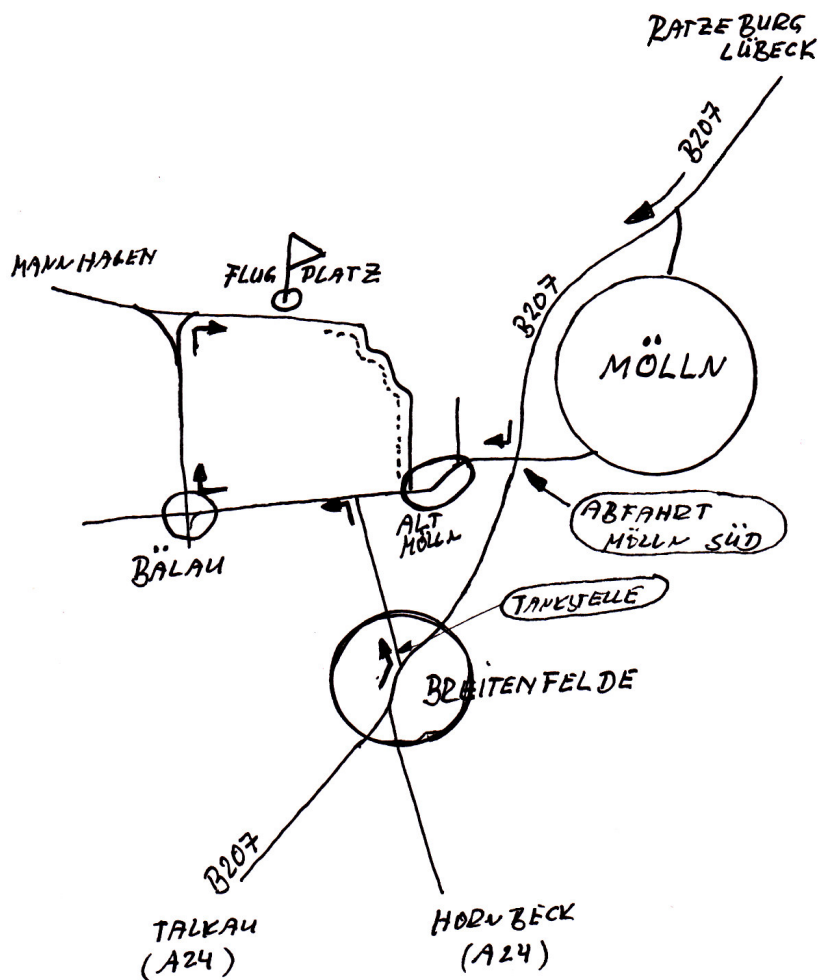 RATZEBURG
LÜBECK
B207
MANNHAGEN
FLUG PLATZ
B207
MÖLLN
ABFAHRT
MÖLLN SÜD
ALT
MÖLLN
BÄLAU
TANKSTELLE
BREITENFELDE
B207
TALKAU
(A24)
HORNBECK
(A24)